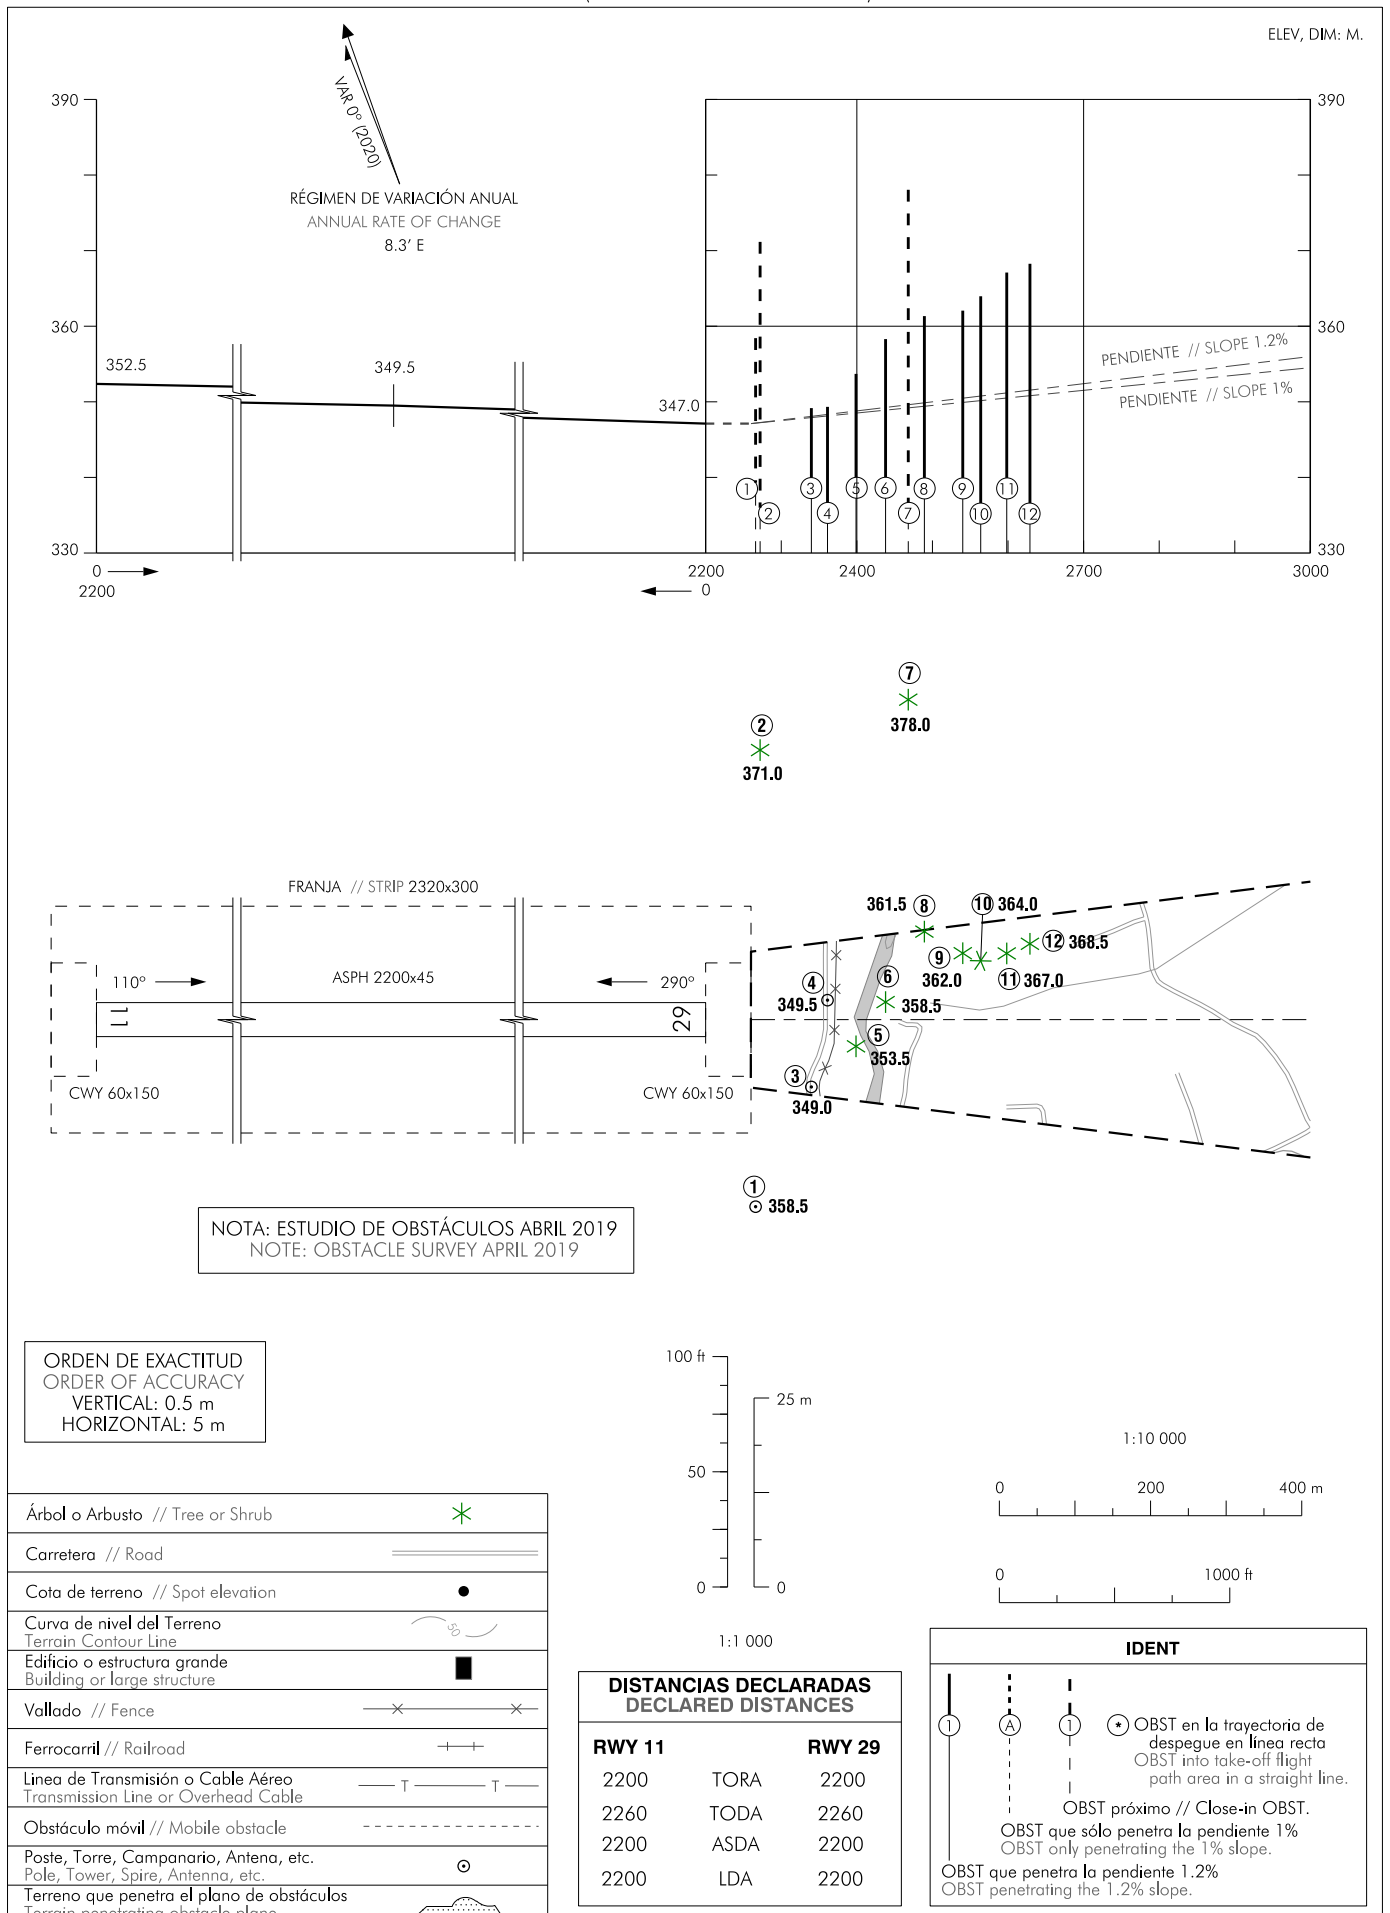 ELEV, DIM: M.
390
390
VAR 0° (2020)
RÉGIMEN DE VARIACIÓN ANUAL
ANNUAL RATE OF CHANGE
8.3' E
360
360
352.5
349.5
347.0
PENDIENTE // SLOPE 1.2%
PENDIENTE // SLOPE 1%
1
3
5
6
8
9
11
2
4
7
10
12
330
330
0
2200
2200
0
2400
2700
3000
7
378.0
2
371.0
FRANJA // STRIP 2320x300
361.5 8
10 364.0
12 368.5
9
362.0
11 367.0
110°
ASPH 2200x45
290°
4
349.5
6
358.5
11
29
5
353.5
CWY 60x150
CWY 60x150
3
349.0
1
358.5
NOTA: ESTUDIO DE OBSTÁCULOS ABRIL 2019
NOTE: OBSTACLE SURVEY APRIL 2019
ORDEN DE EXACTITUD
ORDER OF ACCURACY
VERTICAL: 0.5 m
HORIZONTAL: 5 m
100 ft
25 m
50
0
0
1:1 000
1:10 000
0 200 400 m
0 1000 ft
Árbol o Arbusto // Tree or Shrub
Carretera // Road
Cota de terreno // Spot elevation
Curva de nivel del Terreno
Terrain Contour Line
50
Edificio o estructura grande
Building or large structure
Vallado // Fence
Ferrocarril // Railroad
Linea de Transmisión o Cable Aéreo
Transmission Line or Overhead Cable
T T
Obstáculo móvil // Mobile obstacle
Poste, Torre, Campanario, Antena, etc.
Pole, Tower, Spire, Antenna, etc.
Terreno que penetra el plano de obstáculos
Terrain penetrating obstacle plane
DISTANCIAS DECLARADAS
DECLARED DISTANCES
RWY 11 RWY 29
2200 TORA 2200
2260 TODA 2260
2200 ASDA 2200
2200 LDA 2200
IDENT
1
A
1
* OBST en la trayectoria de
despegue en línea recta
OBST into take-off flight
path area in a straight line.
OBST próximo // Close-in OBST.
OBST que sólo penetra la pendiente 1%
OBST only penetrating the 1% slope.
OBST que penetra la pendiente 1.2%
OBST penetrating the 1.2% slope.